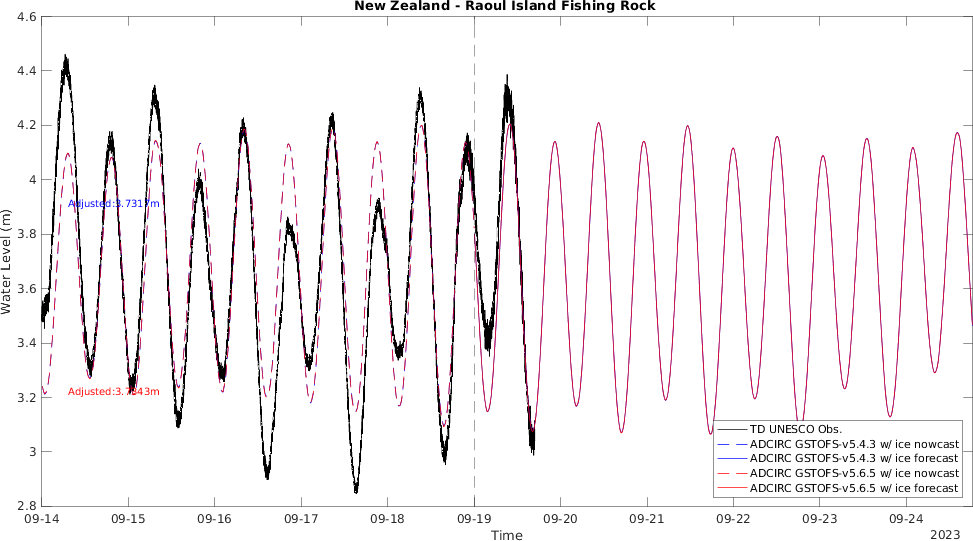 New Zealand - Raoul Island Fishing Rock
4.6
4.4
4.2
4
3.8
3.6
3.4
3.2
3
2.8
Water Level (m)
Adjusted:3.7317m
Adjusted:3.7343m
TD UNESCO Obs.
ADCIRC GSTOFS-v5.4.3 w/ ice nowcast
ADCIRC GSTOFS-v5.4.3 w/ ice forecast
ADCIRC GSTOFS-v5.6.5 w/ ice nowcast
ADCIRC GSTOFS-v5.6.5 w/ ice forecast
09-14 09-15 09-16 09-17 09-18 09-19 09-20 09-21 09-22 09-23 09-24
Time
2023